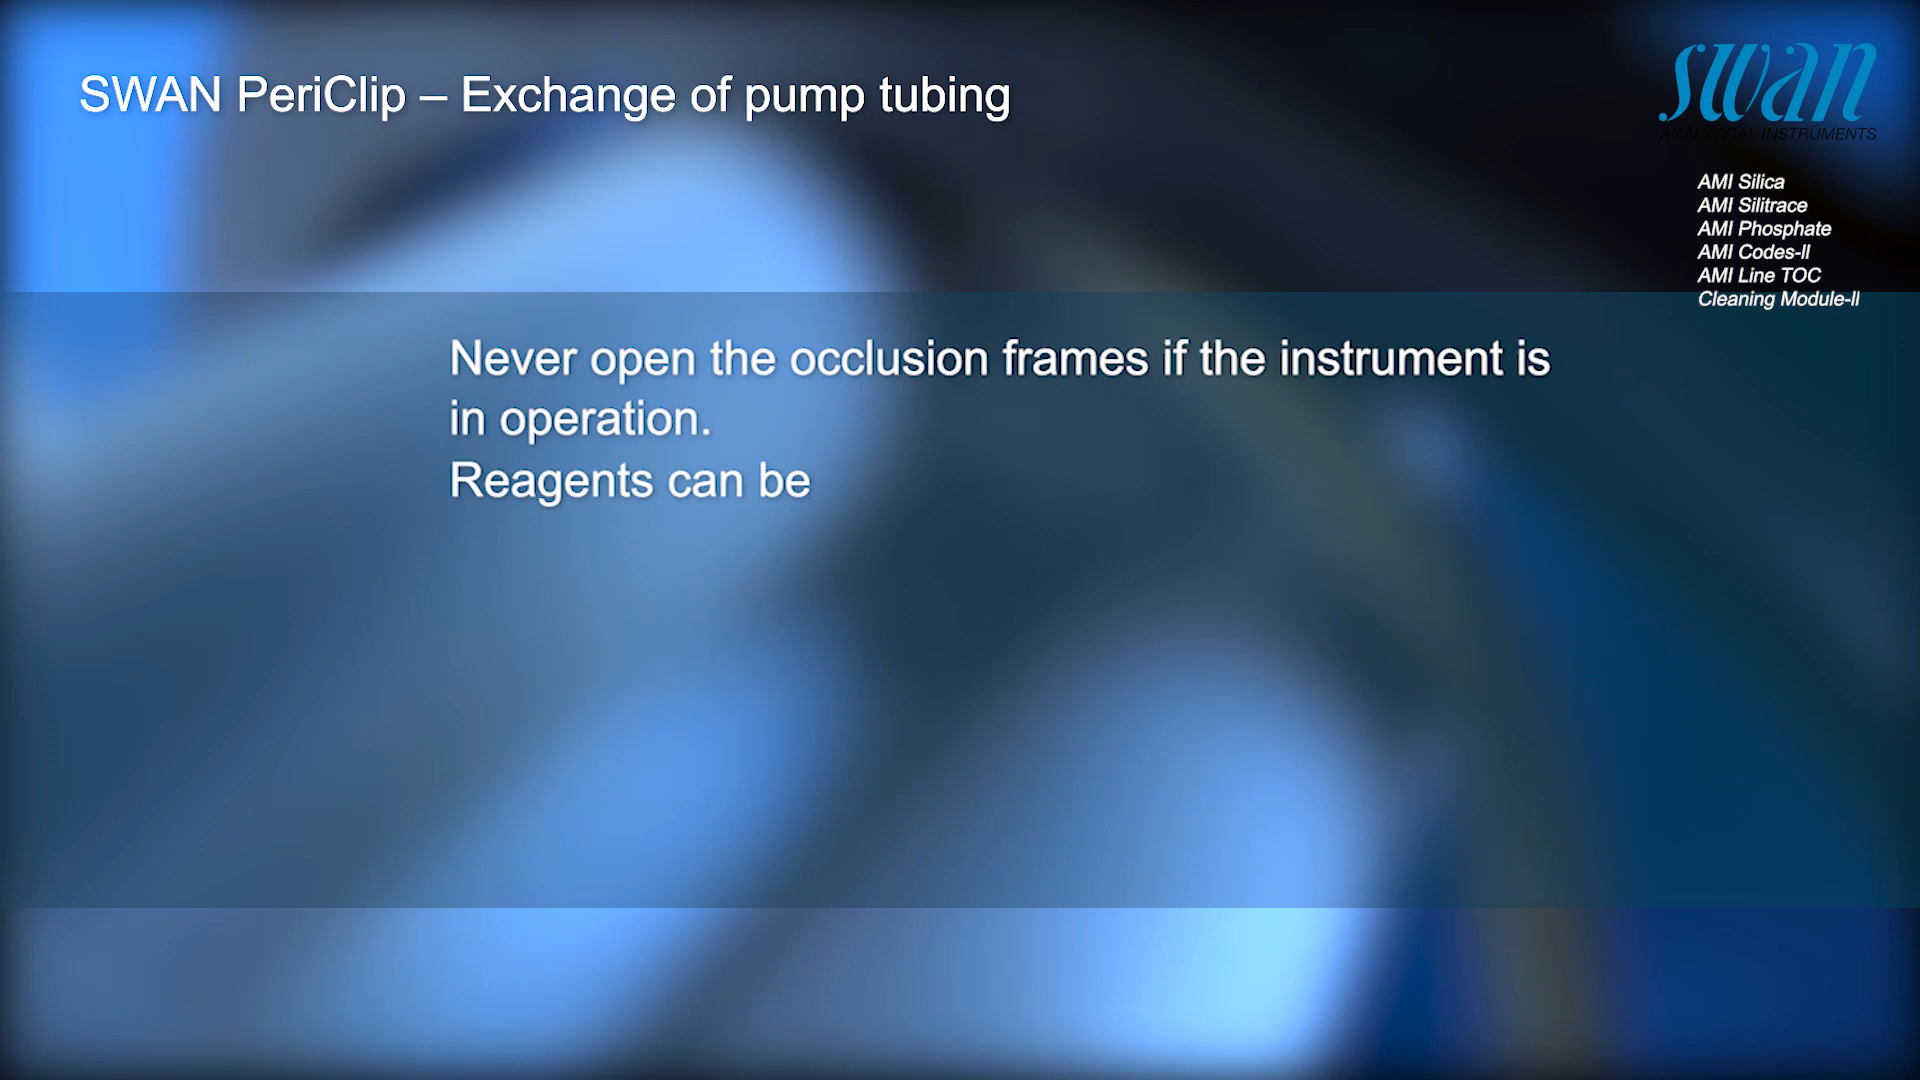 SWAN PeriClip – Exchange of pump tubing
swan
ANALYTICAL INSTRUMENTS
AMI Silica
AMI Silitrace
AMI Phosphate
AMI Codes-II
AMI Line TOC
Cleaning Module-II
Never open the occlusion frames if the instrument is
in operation.
Reagents can be